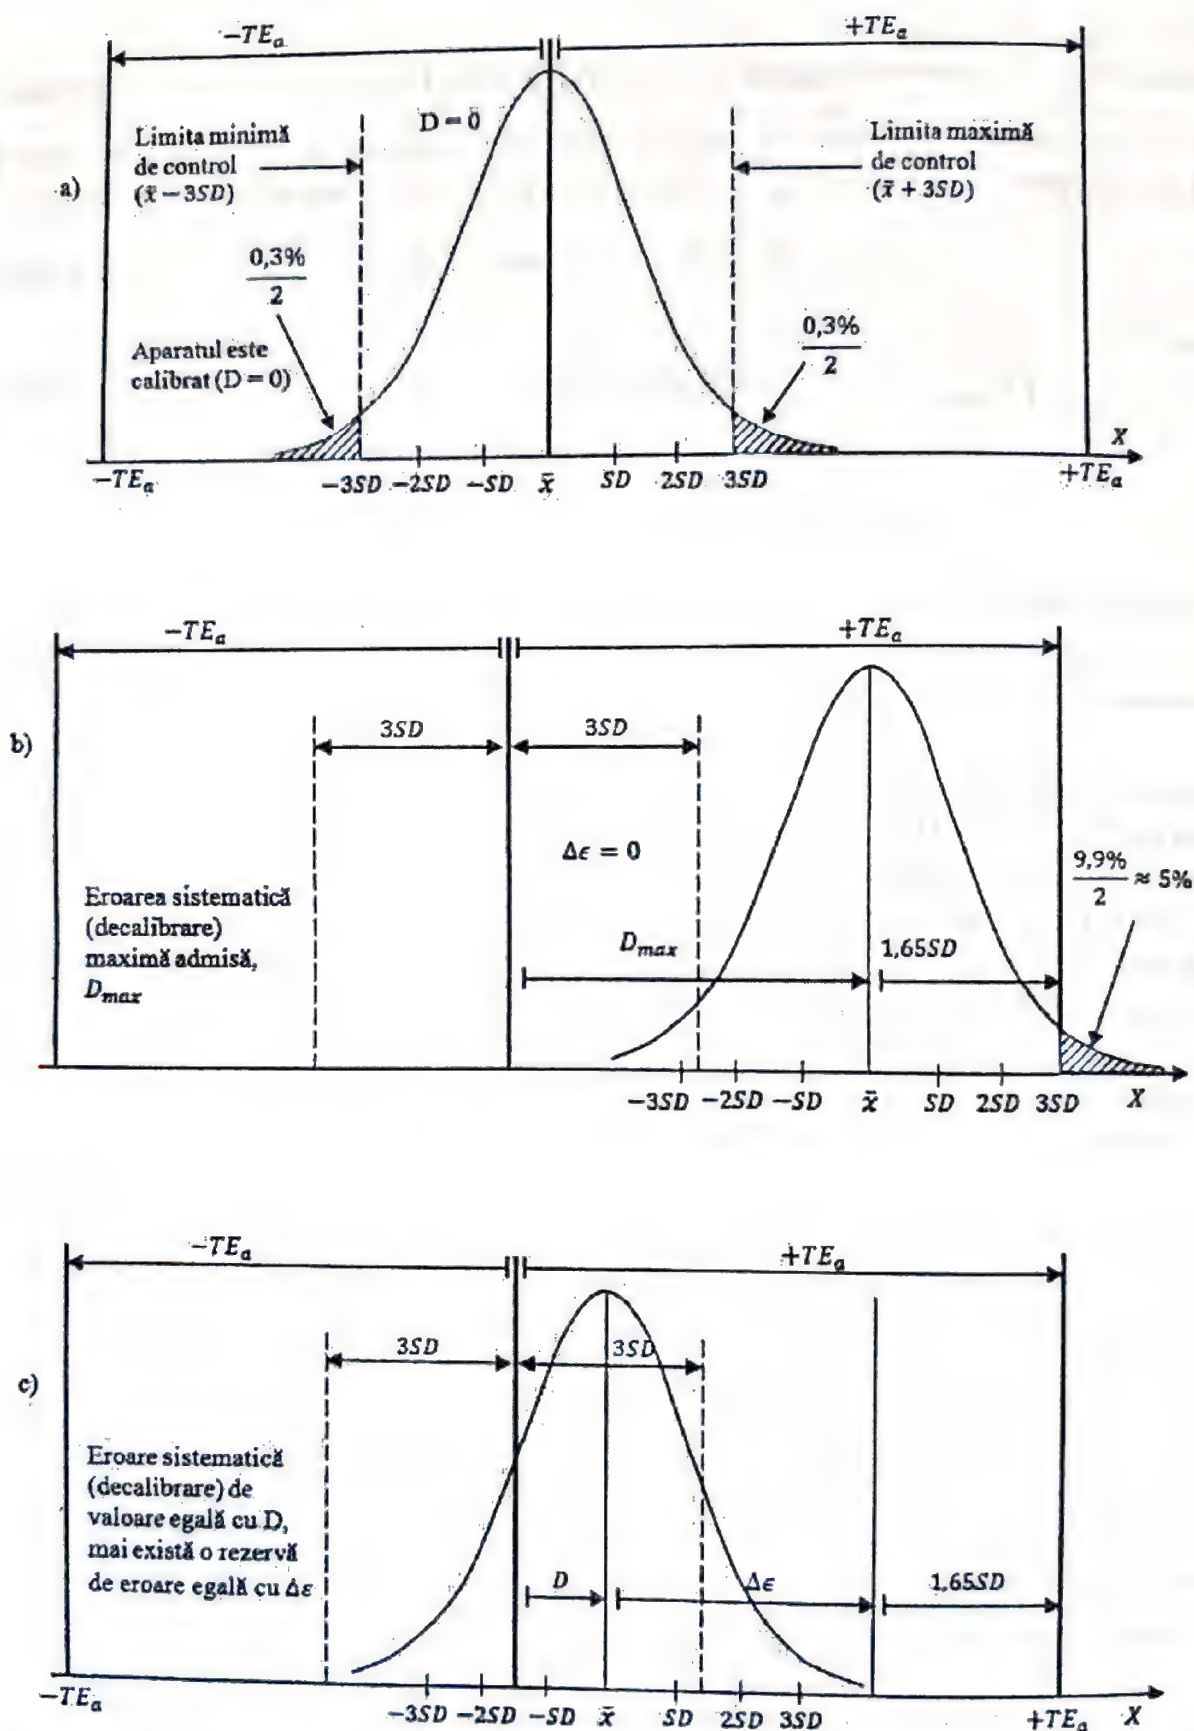 −TEₐ
+TEₐ
a)
Limita minimă
de control
(x̄ − 3SD)
D = 0
Limita maximă
de control
(x̄ + 3SD)
0,3%
2
0,3%
2
Aparatul este
calibrat (D = 0)
X
−TEₐ
−3SD −2SD −SD x̄ SD 2SD 3SD
+TEₐ
−TEₐ
+TEₐ
b)
3SD
3SD
Δϵ = 0
9,9%
2
≈ 5%
Eroarea sistematică
(decalibrare)
maximă admisă,
Dmax
Dmax
1,65SD
−3SD −2SD −SD x̄ SD 2SD 3SD X
−TEₐ
+TEₐ
c)
3SD
3SD
Eroare sistematică
(decalibrare) de
valoare egală cu D,
mai există o rezervă
de eroare egală cu Δϵ
D
Δϵ
1,65SD
−TEₐ
−3SD −2SD −SD x̄ SD 2SD 3SD
+TEₐ
X